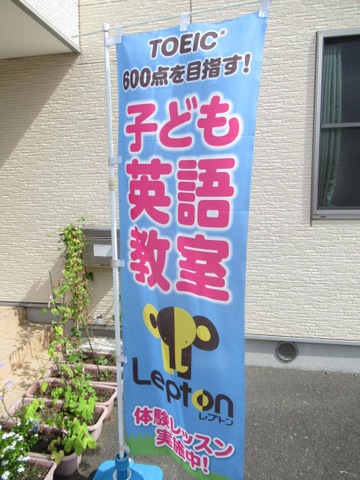 TOEIC®
600点を目指す!
子ども
英語
教室
Lepton
レプトン
体験レッスン
実施中!